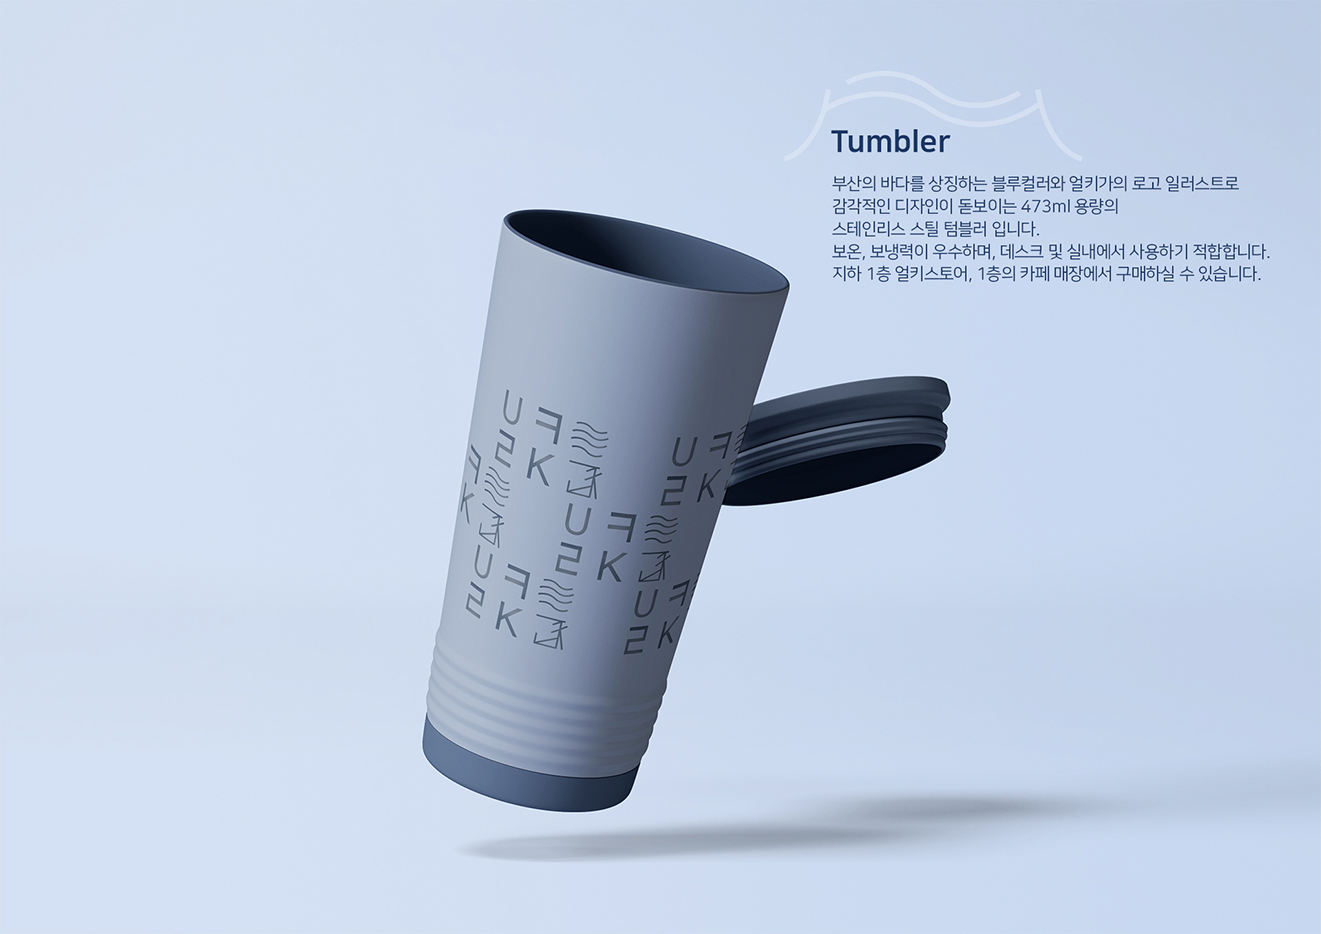 Tumbler
부산의 바다를 상징하는 블루컬러와 얼키가의 로고 일러스트로
감각적인 디자인이 돋보이는 473ml 용량의
스테인리스 스틸 텀블러 입니다.
보온, 보냉력이 우수하며, 데스크 및 실내에서 사용하기 적합합니다.
지하 1층 얼키스토어, 1층의 카페 매장에서 구매하실 수 있습니다.